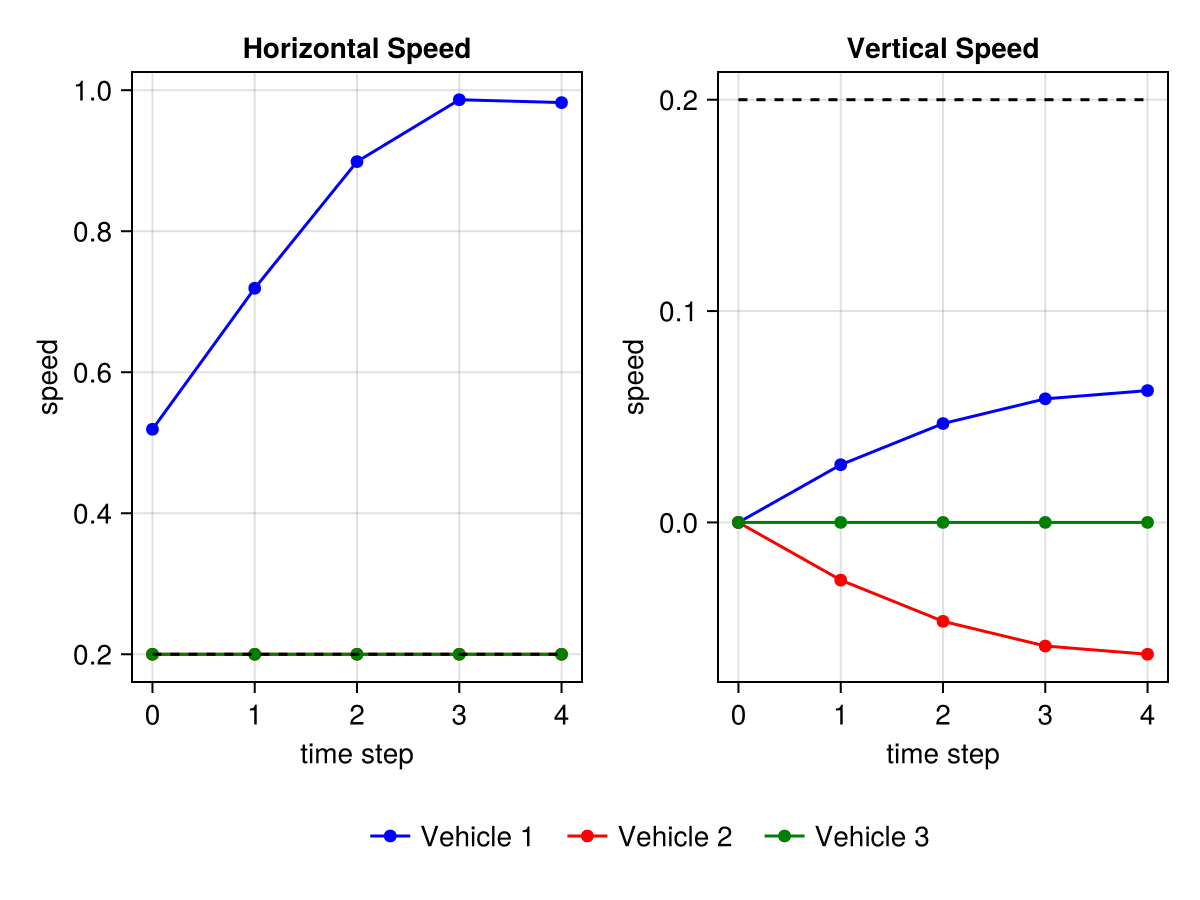 Horizontal Speed
1.0
0.8
0.6
0.4
0.2
speed
0 1 2 3 4
time step
Vertical Speed
0.2
0.1
0.0
speed
0 1 2 3 4
time step
Vehicle 1 Vehicle 2 Vehicle 3